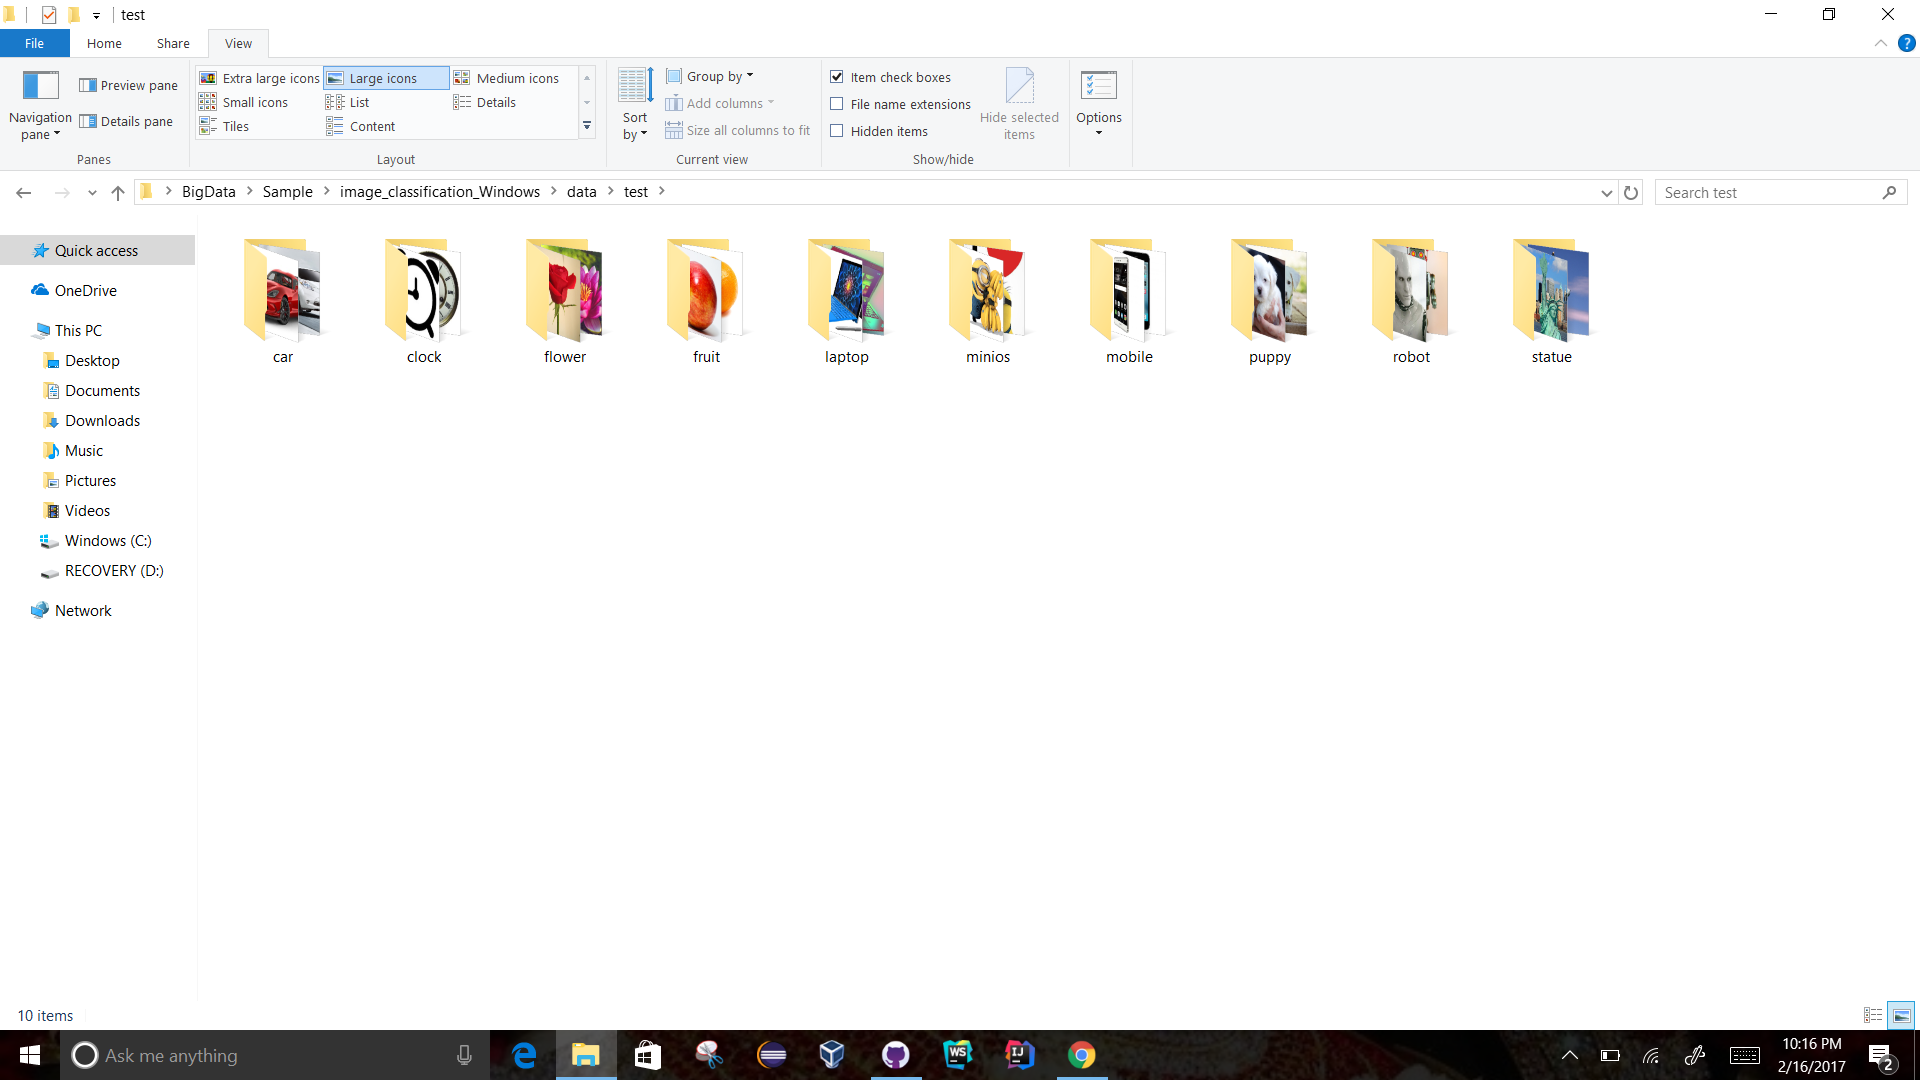 test
File Home Share View
Navigation pane
Preview pane
Details pane
Panes
Extra large icons Large icons Medium icons
Small icons List Details
Tiles Content
Layout
Sort by
Group by
Add columns
Size all columns to fit
Current view
Item check boxes
File name extensions
Hidden items
Hide selected items
Show/hide
Options
BigData Sample image_classification_Windows data test
Search test
Quick access
OneDrive
This PC
Desktop
Documents
Downloads
Music
Pictures
Videos
Windows (C:)
RECOVERY (D:)
Network
car clock flower fruit laptop minios mobile puppy robot statue
10 items
Ask me anything
WS
IJ
10:16 PM
2/16/2017
2